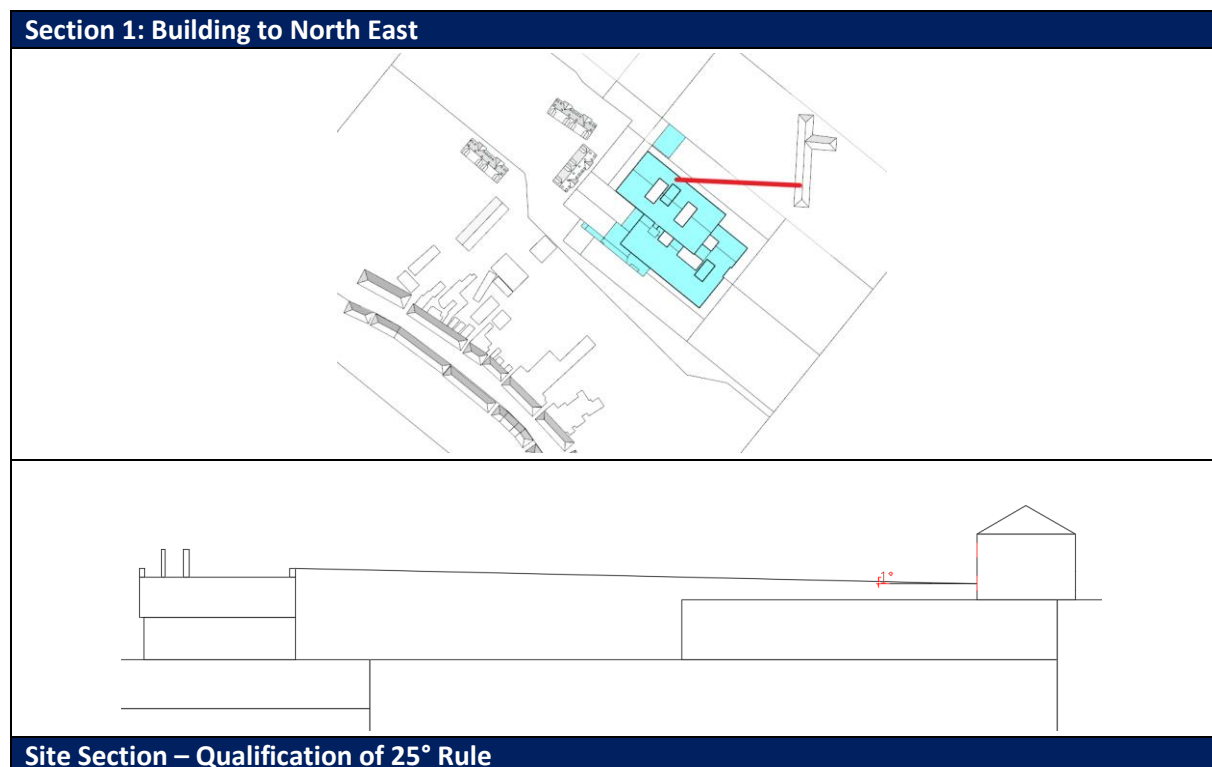 Section 1: Building to North East
1°
Site Section – Qualification of 25° Rule